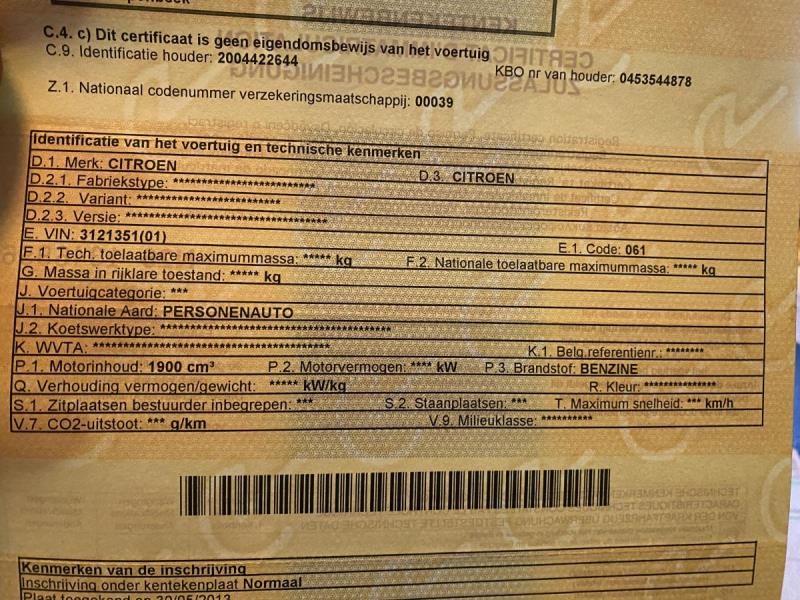 C.4. c) Dit certificaat is geen eigendomsbewijs van het voertuig
C.9. Identificatie houder: 2004422644 KBO nr van houder: 0453544878
Z.1. Nationaal codenummer verzekeringsmaatschappij: 00039
Identificatie van het voertuig en technische kenmerken
D.1. Merk: CITROEN D.3. CITROEN
D.2.1. Fabriekstype: *************************
D.2.2. Variant: *************************
D.2.3. Versie: ***********************************
E. VIN: 3121351(01) E.1. Code: 061
F.1. Tech. toelaatbare maximummassa: ***** kg F.2. Nationale toelaatbare maximummassa: ***** kg
G. Massa in rijklare toestand: ***** kg
J. Voertuigcategorie: ***
J.1. Nationale Aard: PERSONENAUTO
J.2. Koetswerktype: ****************************************
K. WVTA: ***************************************** K.1. Belg.referentienr.: ********
P.1. Motorinhoud: 1900 cm³ P.2. Motorvermogen: **** kW P.3. Brandstof: BENZINE
Q. Verhouding vermogen/gewicht: ***** kW/kg R. Kleur: ***************
S.1. Zitplaatsen bestuurder inbegrepen: *** S.2. Staanplaatsen: *** T. Maximum snelheid: *** km/h
V.7. CO2-uitstoot: *** g/km V.9. Milieuklasse: **********
Kenmerken van de inschrijving
Inschrijving onder kentekenplaat Normaal
Plaat toegekend op 30/05/2013